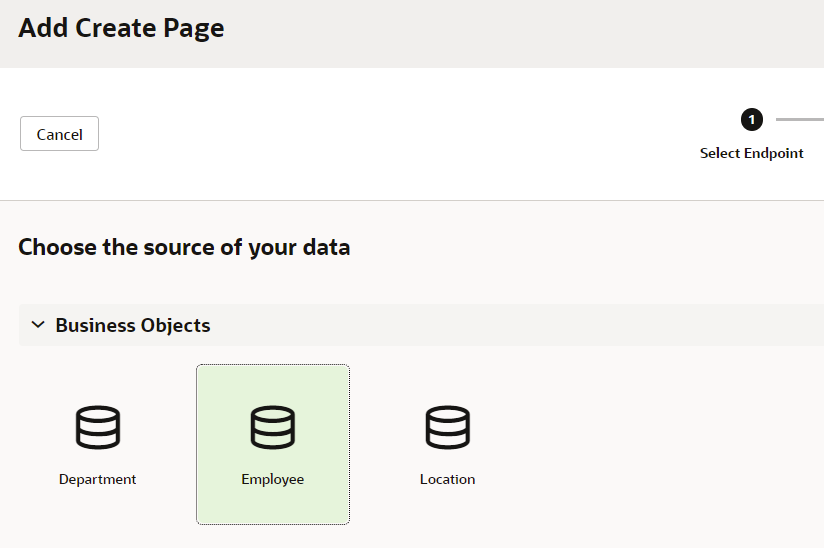 Add Create Page
Cancel
1
Select Endpoint
Choose the source of your data
Business Objects
Department
Employee
Location